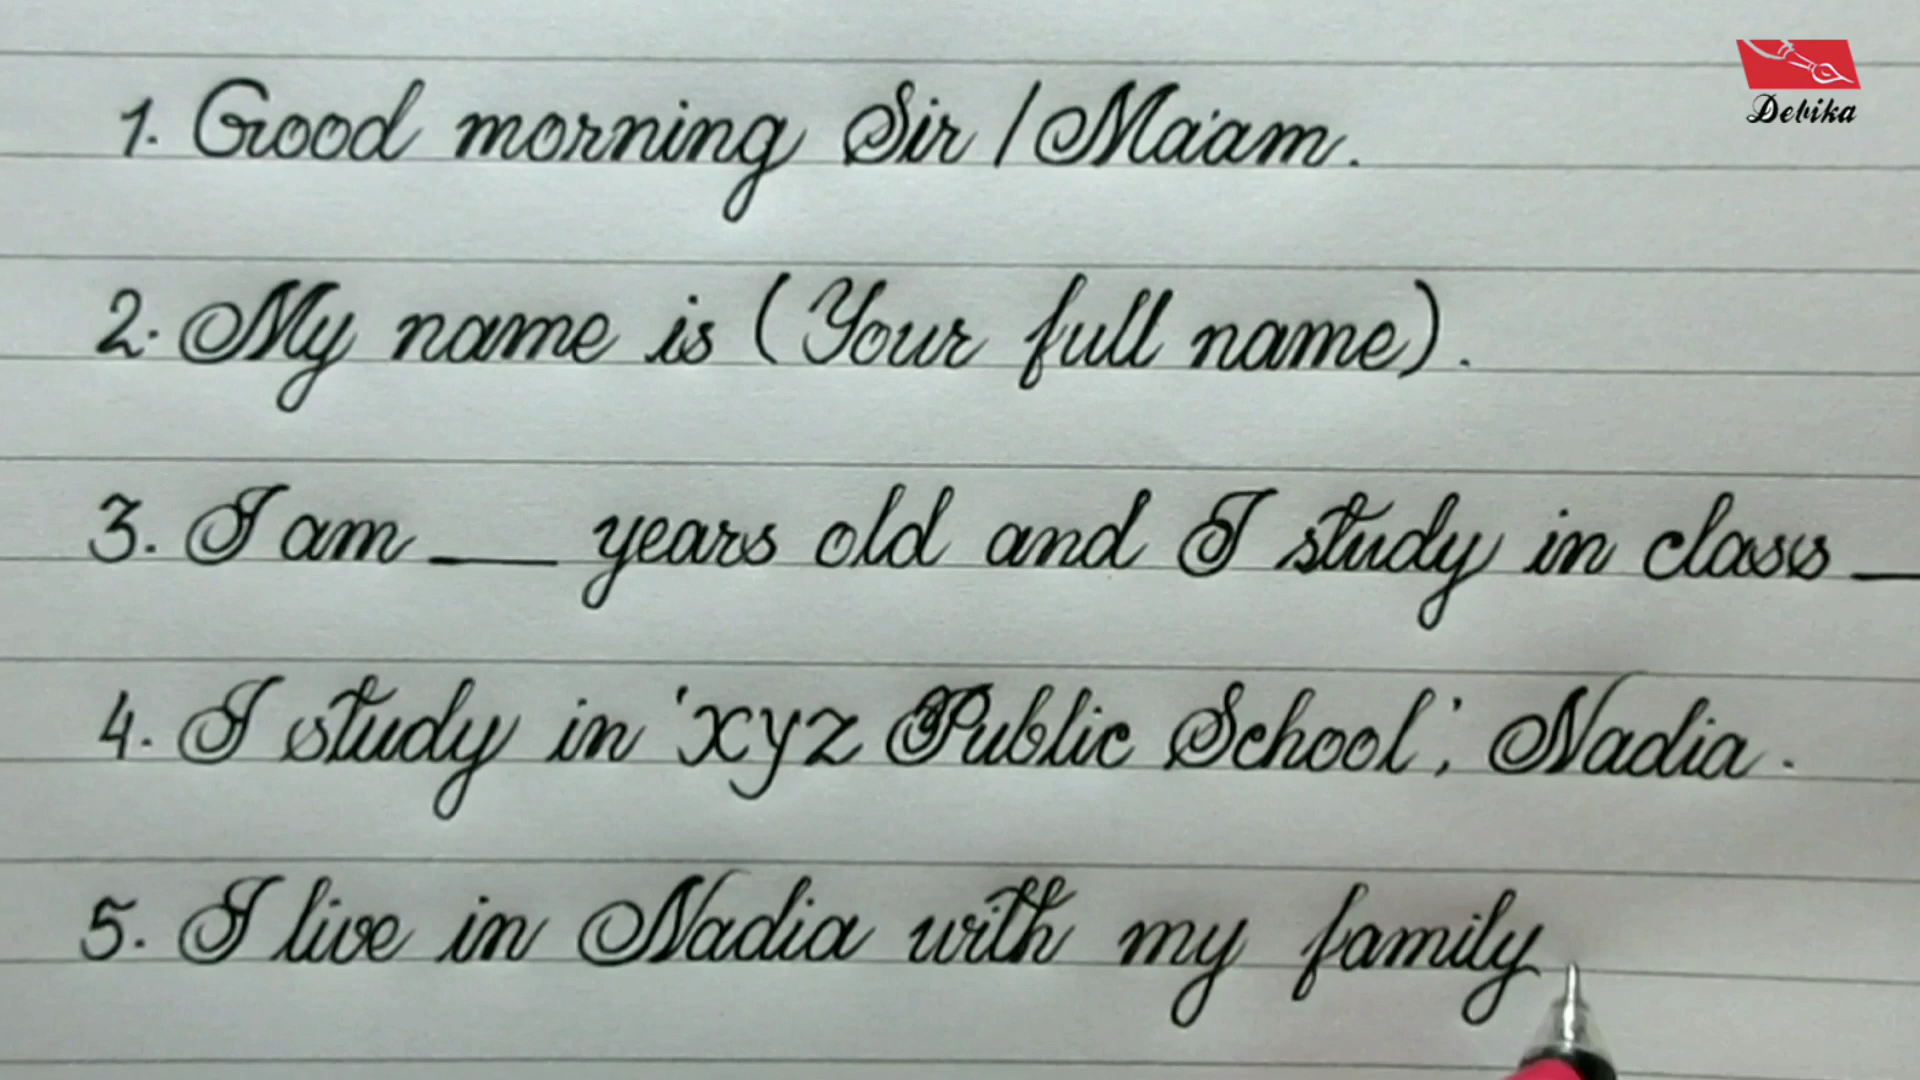 Debika
1. Good morning Sir / Ma'am.
2. My name is (Your full name).
3. I am ___ years old and I study in class __
4. I study in 'xyz Public School', Nadia.
5. I live in Nadia with my family